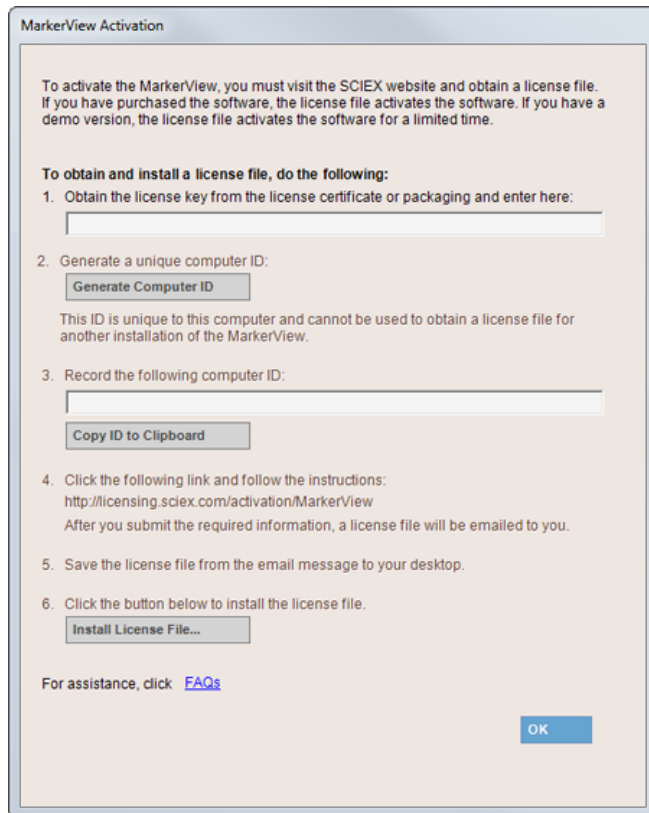 MarkerView Activation
To activate the MarkerView, you must visit the SCIEX website and obtain a license file.
If you have purchased the software, the license file activates the software. If you have a
demo version, the license file activates the software for a limited time.
To obtain and install a license file, do the following:
1. Obtain the license key from the license certificate or packaging and enter here:
2. Generate a unique computer ID:
Generate Computer ID
This ID is unique to this computer and cannot be used to obtain a license file for
another installation of the MarkerView.
3. Record the following computer ID:
Copy ID to Clipboard
4. Click the following link and follow the instructions:
http://licensing.sciex.com/activation/MarkerView
After you submit the required information, a license file will be emailed to you.
5. Save the license file from the email message to your desktop.
6. Click the button below to install the license file.
Install License File...
For assistance, click FAQs
OK